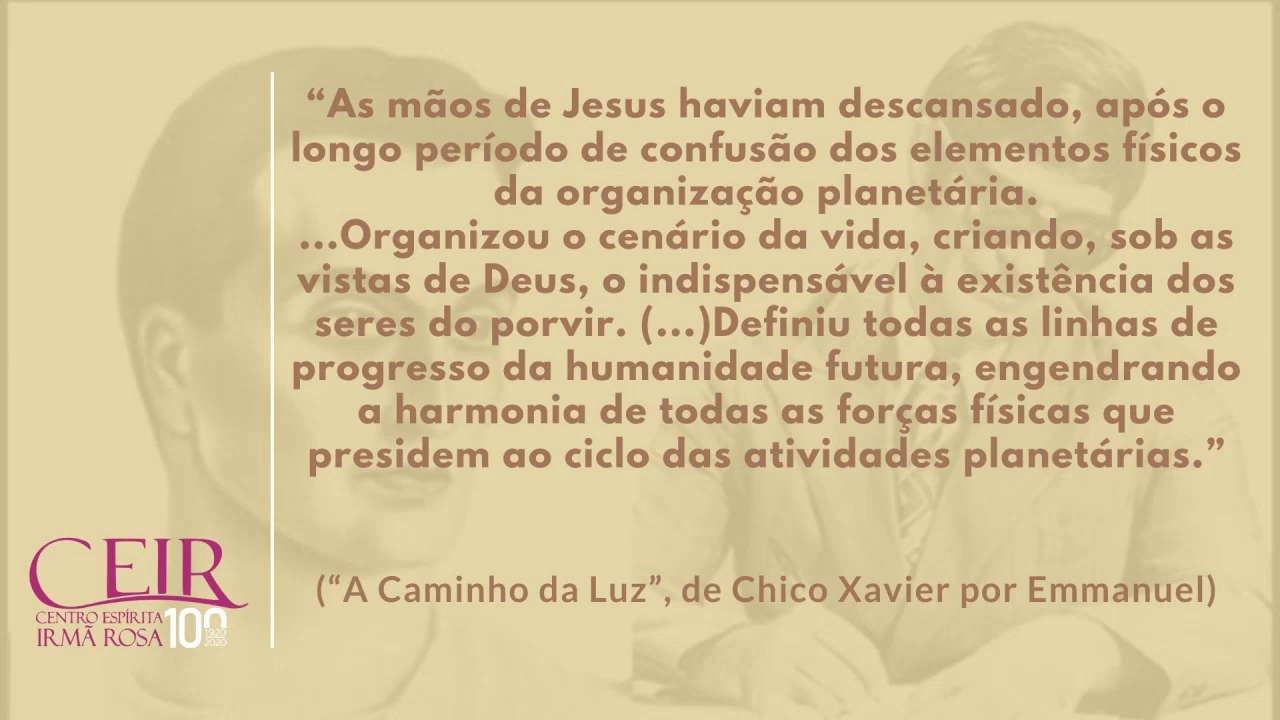 “As mãos de Jesus haviam descansado, após o
longo período de confusão dos elementos físicos
da organização planetária.
...Organizou o cenário da vida, criando, sob as
vistas de Deus, o indispensável à existência dos
seres do porvir. (...)Definiu todas as linhas de
progresso da humanidade futura, engendrando
a harmonia de todas as forças físicas que
presidem ao ciclo das atividades planetárias.”
(“A Caminho da Luz”, de Chico Xavier por Emmanuel)
CEIR
CENTRO ESPÍRITA
IRMÃ ROSA
100
1920
2020